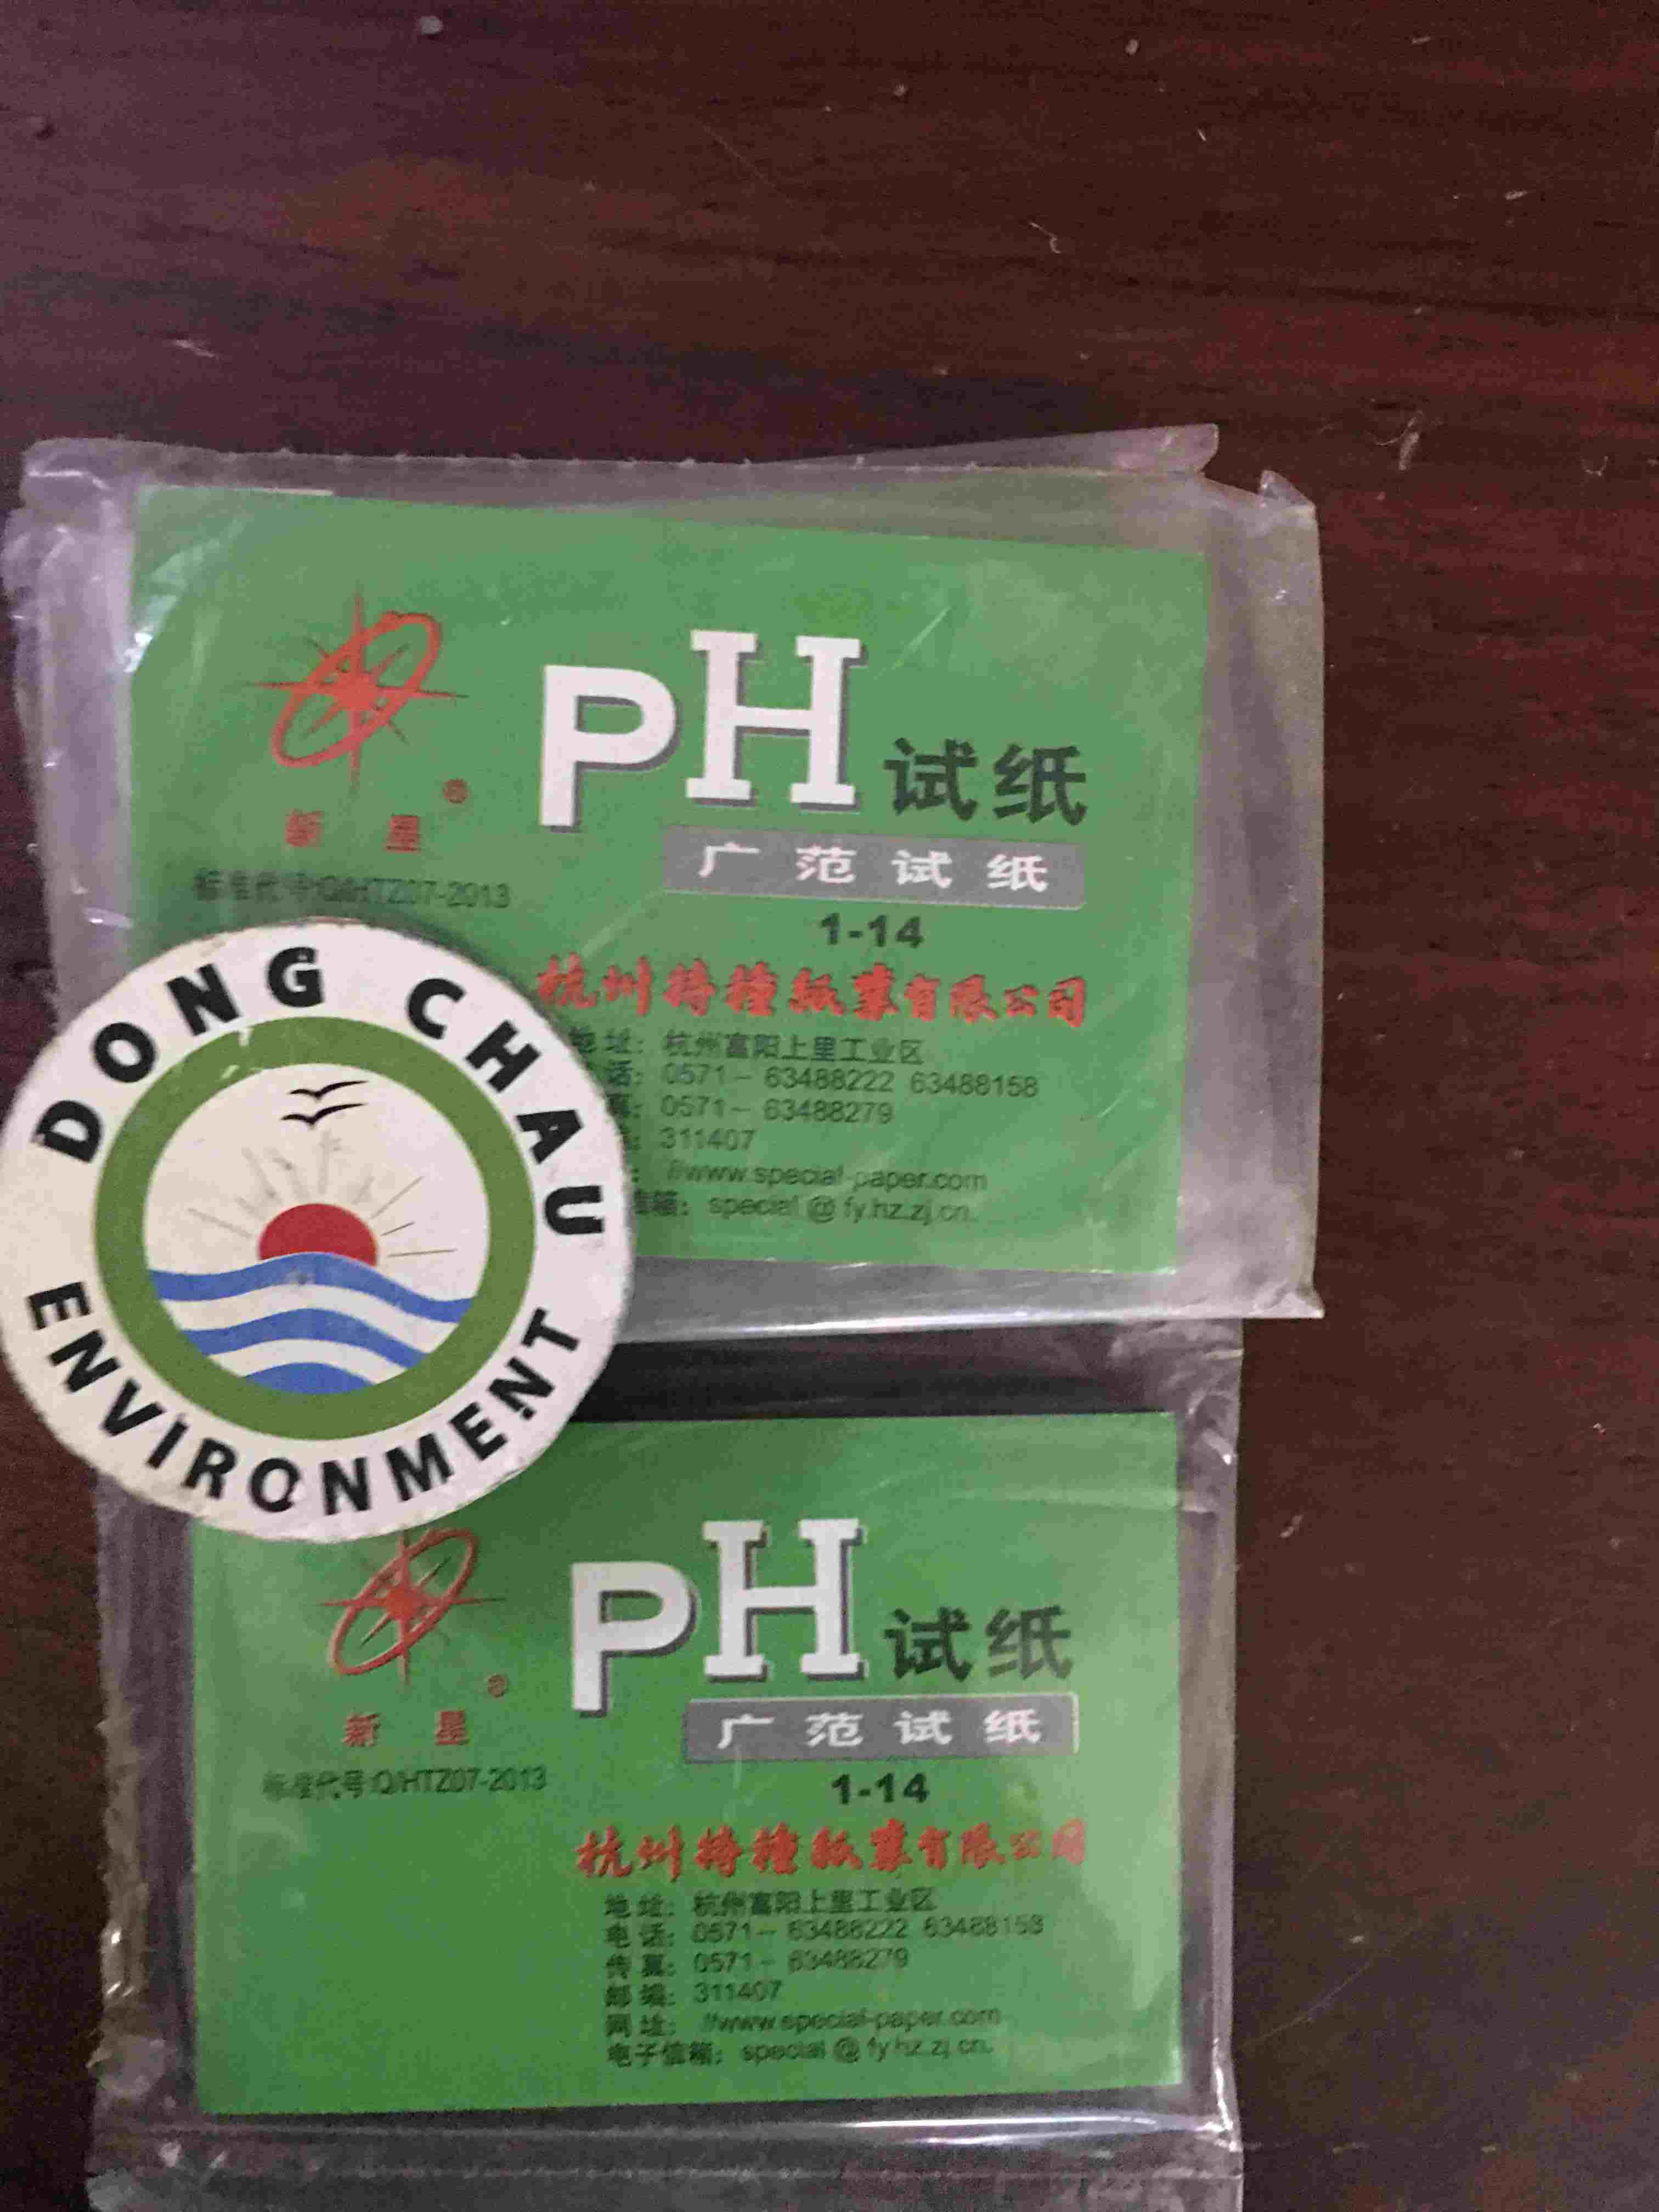 pH 试纸
新 星 ®
广 范 试 纸
标准代号:Q/HTZ07-2013
1-14
杭州特种纸业有限公司
地 址：杭州富阳上里工业区
话：0571－63488222 63488158
真：0571－63488279
311407
//www.special-paper.com
信箱：special @ fy.hz.zj.cn.
DONG CHAU
ENVIRONMENT
pH 试纸
新 星 ®
广 范 试 纸
标准代号:Q/HTZ07-2013
1-14
杭州特种纸业有限公司
地 址：杭州富阳上里工业区
电 话：0571－63488222 63488158
传 真：0571－63488279
邮 编：311407
网 址：//www.special-paper.com
电子信箱：special @ fy.hz.zj.cn.